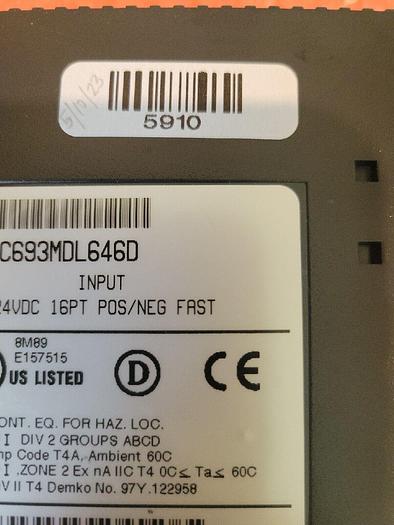 5/10/23
5910
C693MDL646D
INPUT
24VDC 16PT POS/NEG FAST
8M89
E157515
US LISTED
D
CE
ONT. EQ. FOR HAZ. LOC.
I DIV 2 GROUPS ABCD
mp Code T4A, Ambient 60C
I .ZONE 2 Ex nA IIC T4 0C≤ Ta≤ 60C
V II T4 Demko No. 97Y.122958